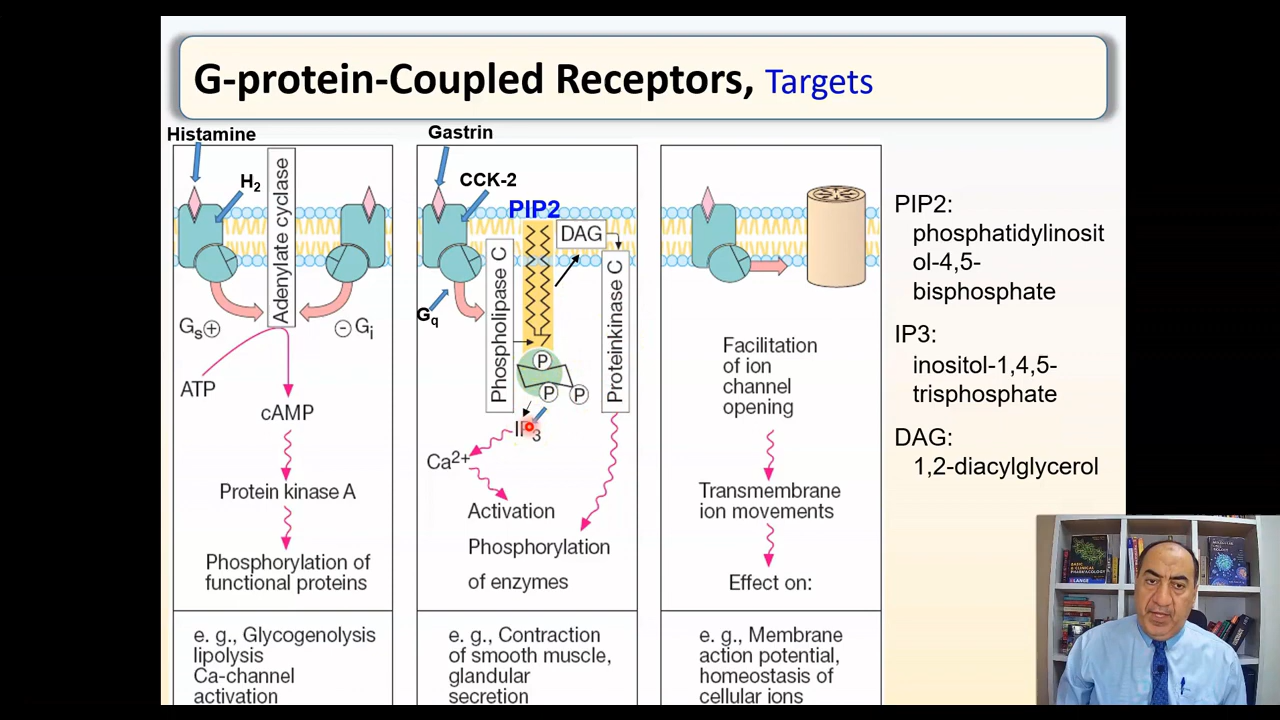 G-protein-Coupled Receptors, Targets
Histamine
H2
Adenylate cyclase
Gs+
− Gi
ATP
cAMP
Protein kinase A
Phosphorylation of
functional proteins
e. g., Glycogenolysis
lipolysis
Ca-channel
activation
Gastrin
CCK-2
PIP2
DAG
Phospholipase C
Proteinkinase C
Gq
P
P
P
IP3
Ca2+
Activation
Phosphorylation
of enzymes
e. g., Contraction
of smooth muscle,
glandular
secretion
Facilitation
of ion
channel
opening
Transmembrane
ion movements
Effect on:
e. g., Membrane
action potential,
homeostasis of
cellular ions
PIP2:
phosphatidylinosit
ol-4,5-
bisphosphate
IP3:
inositol-1,4,5-
trisphosphate
DAG:
1,2-diacylglycerol
LANGE